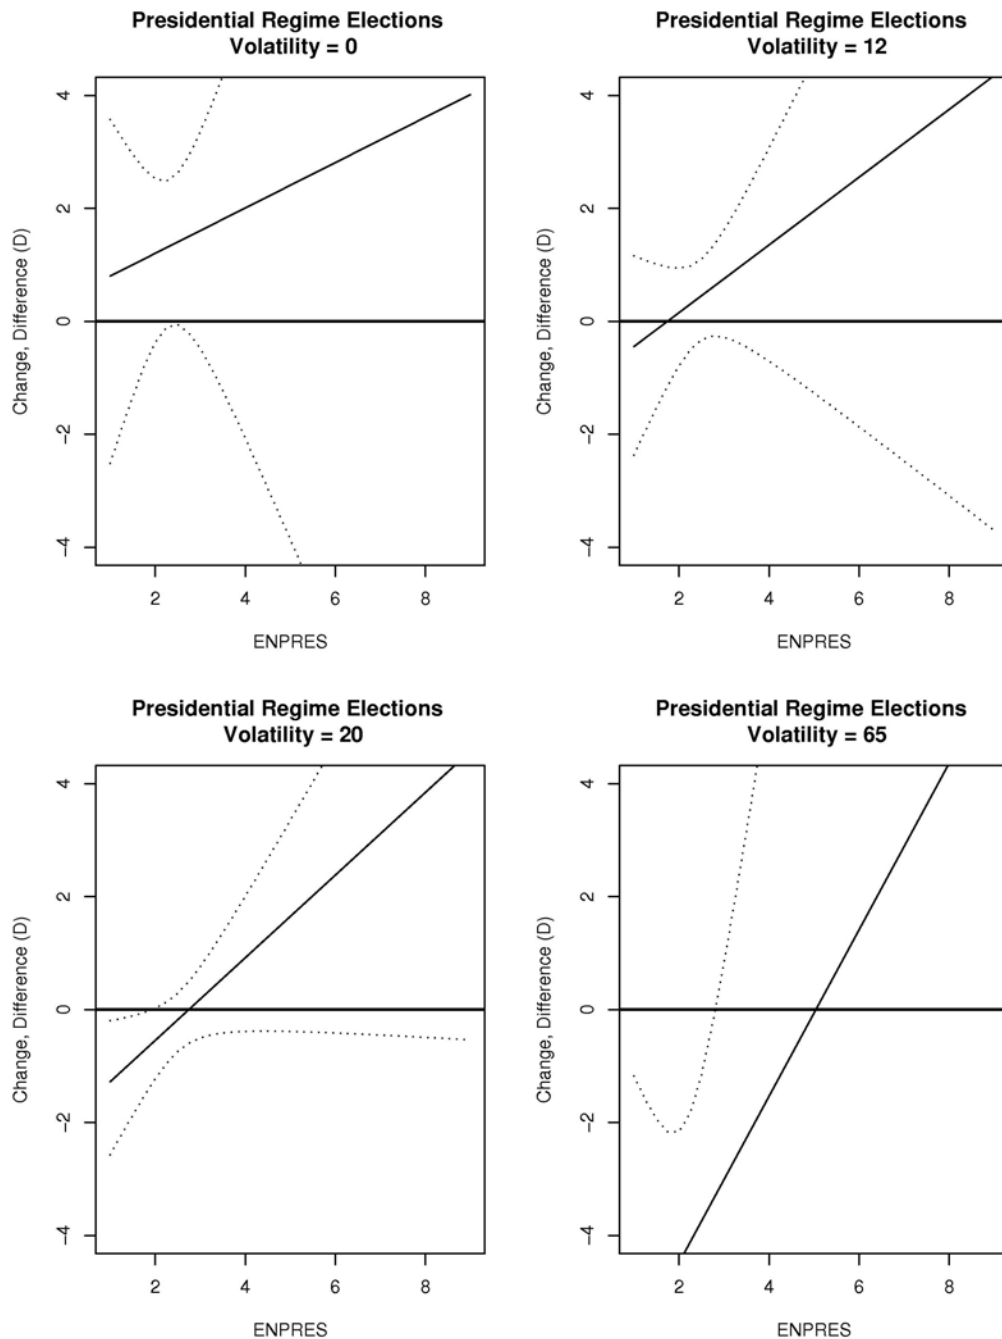 Presidential Regime Elections
Volatility = 0
Change, Difference (D)
4
2
0
−2
−4
2 4 6 8
ENPRES
Presidential Regime Elections
Volatility = 12
Change, Difference (D)
4
2
0
−2
−4
2 4 6 8
ENPRES
Presidential Regime Elections
Volatility = 20
Change, Difference (D)
4
2
0
−2
−4
2 4 6 8
ENPRES
Presidential Regime Elections
Volatility = 65
Change, Difference (D)
4
2
0
−2
−4
2 4 6 8
ENPRES